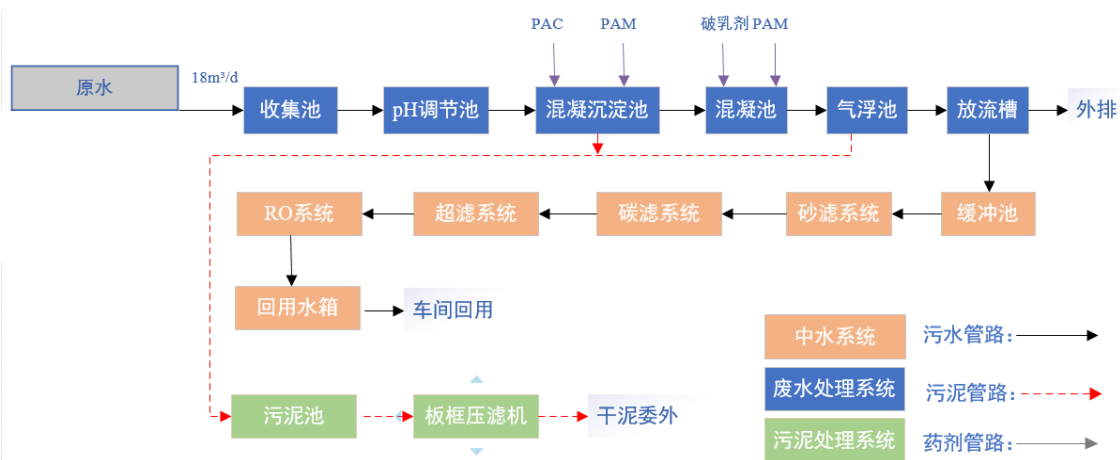 PAC PAM 破乳剂 PAM
原水 18m³/d
收集池 pH调节池 混凝沉淀池 混凝池 气浮池 放流槽 外排
RO系统 超滤系统 碳滤系统 砂滤系统 缓冲池
回用水箱 车间回用
中水系统 污水管路：
废水处理系统 污泥管路：
污泥池 板框压滤机 干泥委外
污泥处理系统 药剂管路：